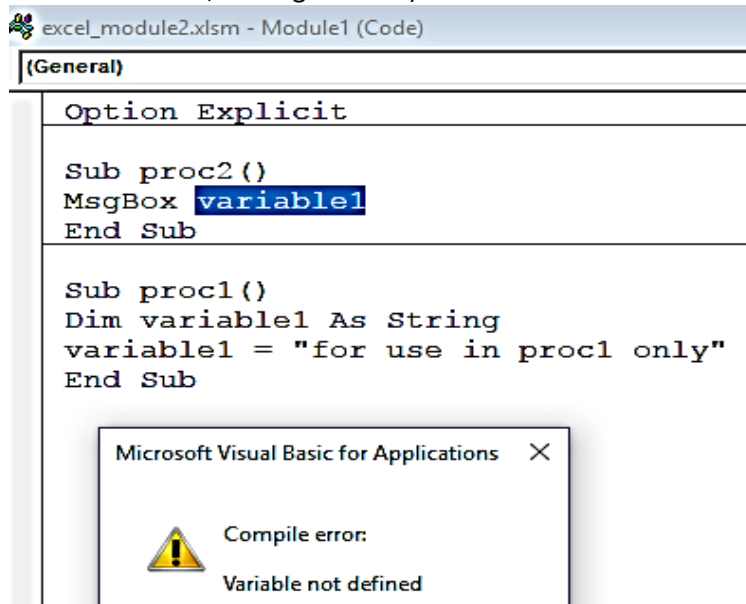 excel_module2.xlsm - Module1 (Code)
(General)
Option Explicit
Sub proc2()
MsgBox variable1
End Sub
Sub proc1()
Dim variable1 As String
variable1 = "for use in proc1 only"
End Sub
Microsoft Visual Basic for Applications
Compile error:
Variable not defined